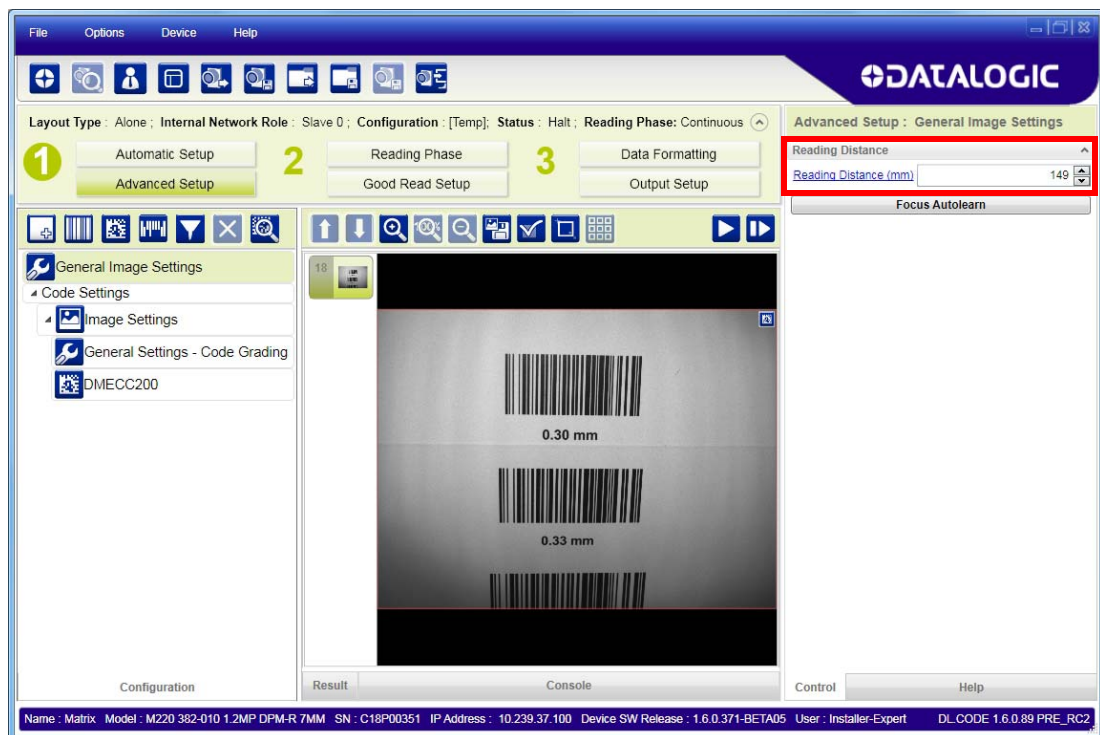 File Options Device Help
DATALOGIC
Layout Type : Alone ; Internal Network Role : Slave 0 ; Configuration : [Temp]; Status : Halt ; Reading Phase: Continuous
1 Automatic Setup 2 Reading Phase 3 Data Formatting
Advanced Setup Good Read Setup Output Setup
Advanced Setup : General Image Settings
Reading Distance
Reading Distance (mm) 149
Focus Autolearn
100%
General Image Settings
Code Settings
Image Settings
General Settings - Code Grading
DMECC200
18
0.30 mm
0.33 mm
Configuration
Result Console
Control Help
Name : Matrix Model : M220 382-010 1.2MP DPM-R 7MM SN : C18P00351 IP Address : 10.239.37.100 Device SW Release : 1.6.0.371-BETA05 User : Installer-Expert DL.CODE 1.6.0.89 PRE_RC2